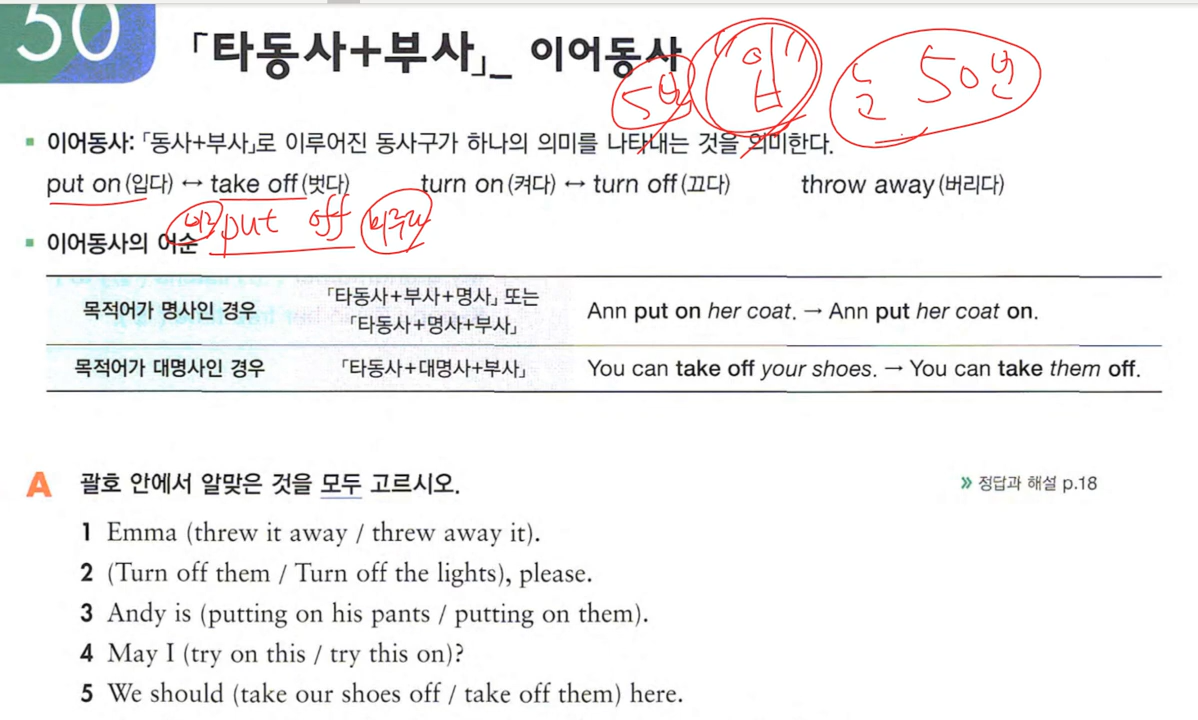 50 「타동사+부사」_ 이어동사
5번 "입" 눈 50번
이어동사: 「동사+부사」로 이루어진 동사구가 하나의 의미를 나타내는 것을 의미한다.
put on(입다) ↔ take off(벗다) turn on(켜다) ↔ turn off(끄다) throw away(버리다)
put off 미루다
이어동사의 어순
목적어가 명사인 경우 「타동사+부사+명사」 또는 「타동사+명사+부사」 Ann put on her coat. → Ann put her coat on.
목적어가 대명사인 경우 「타동사+대명사+부사」 You can take off your shoes. → You can take them off.
A 괄호 안에서 알맞은 것을 모두 고르시오. » 정답과 해설 p.18
1 Emma (threw it away / threw away it).
2 (Turn off them / Turn off the lights), please.
3 Andy is (putting on his pants / putting on them).
4 May I (try on this / try this on)?
5 We should (take our shoes off / take off them) here.